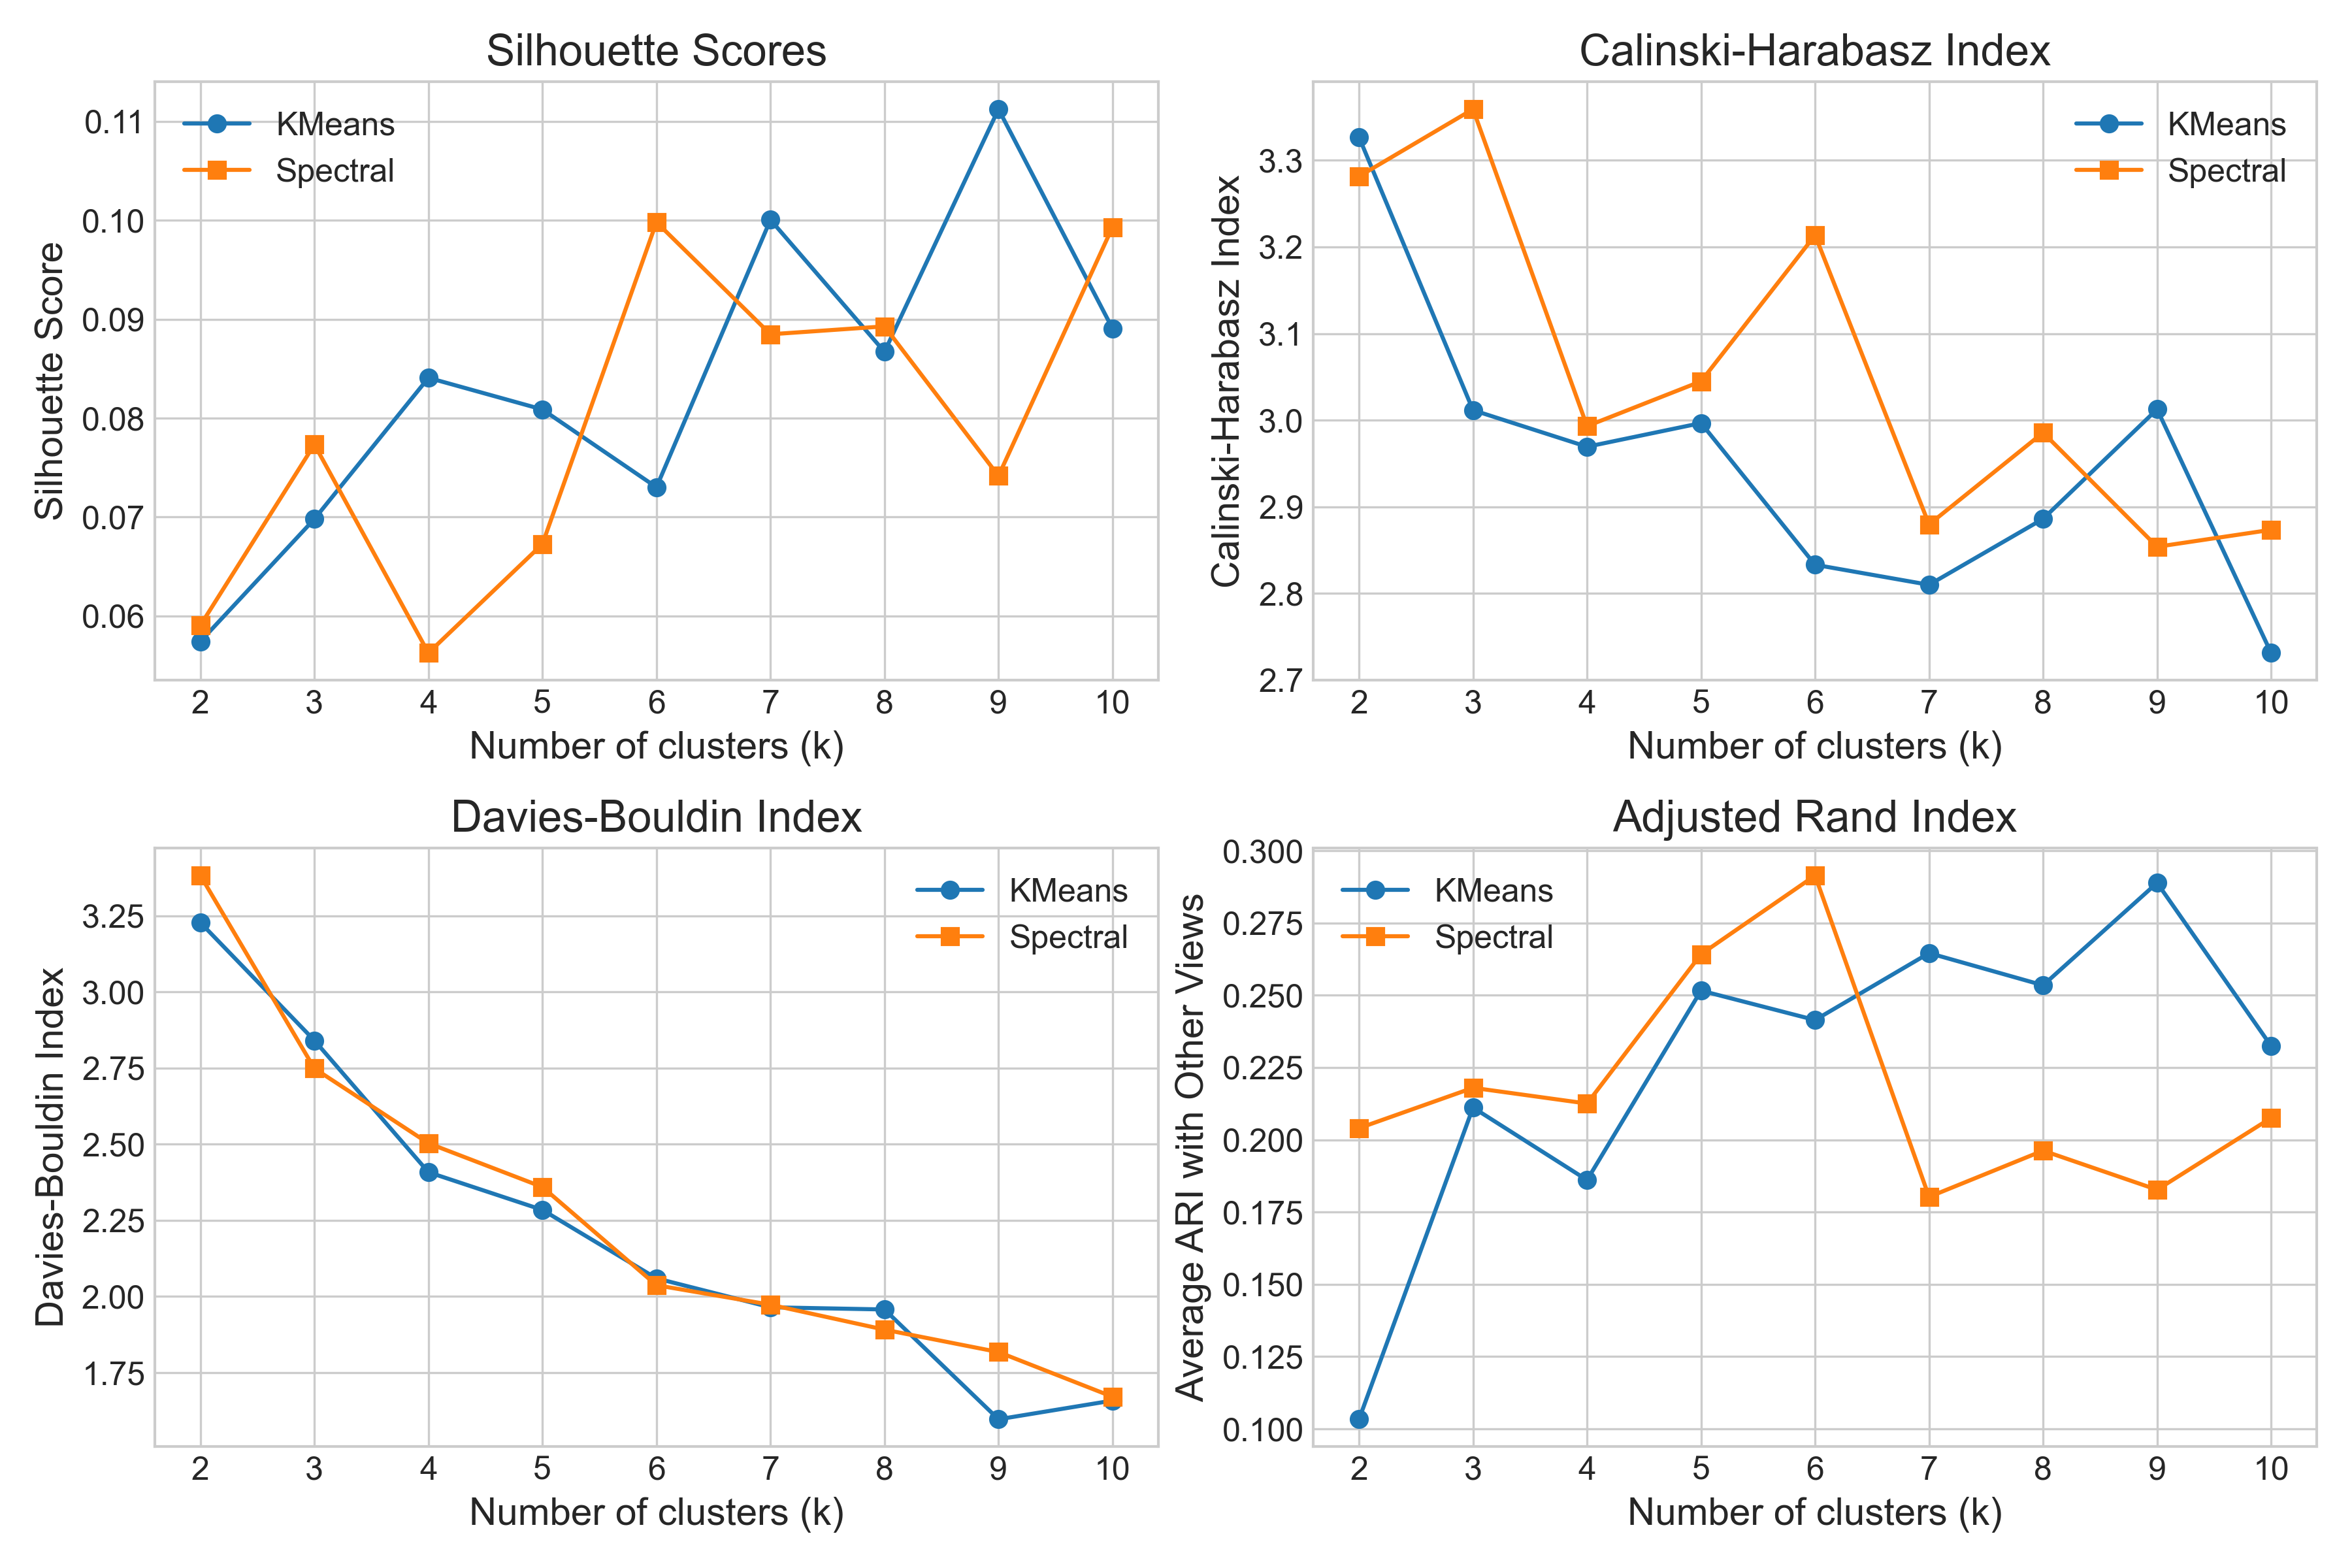 Silhouette Scores
KMeans
Spectral
0.11
0.10
0.09
0.08
0.07
0.06
Silhouette Score
2 3 4 5 6 7 8 9 10
Number of clusters (k)
Calinski-Harabasz Index
KMeans
Spectral
3.3
3.2
3.1
3.0
2.9
2.8
2.7
Calinski-Harabasz Index
2 3 4 5 6 7 8 9 10
Number of clusters (k)
Davies-Bouldin Index
KMeans
Spectral
3.25
3.00
2.75
2.50
2.25
2.00
1.75
Davies-Bouldin Index
2 3 4 5 6 7 8 9 10
Number of clusters (k)
Adjusted Rand Index
KMeans
Spectral
0.300
0.275
0.250
0.225
0.200
0.175
0.150
0.125
0.100
Average ARI with Other Views
2 3 4 5 6 7 8 9 10
Number of clusters (k)